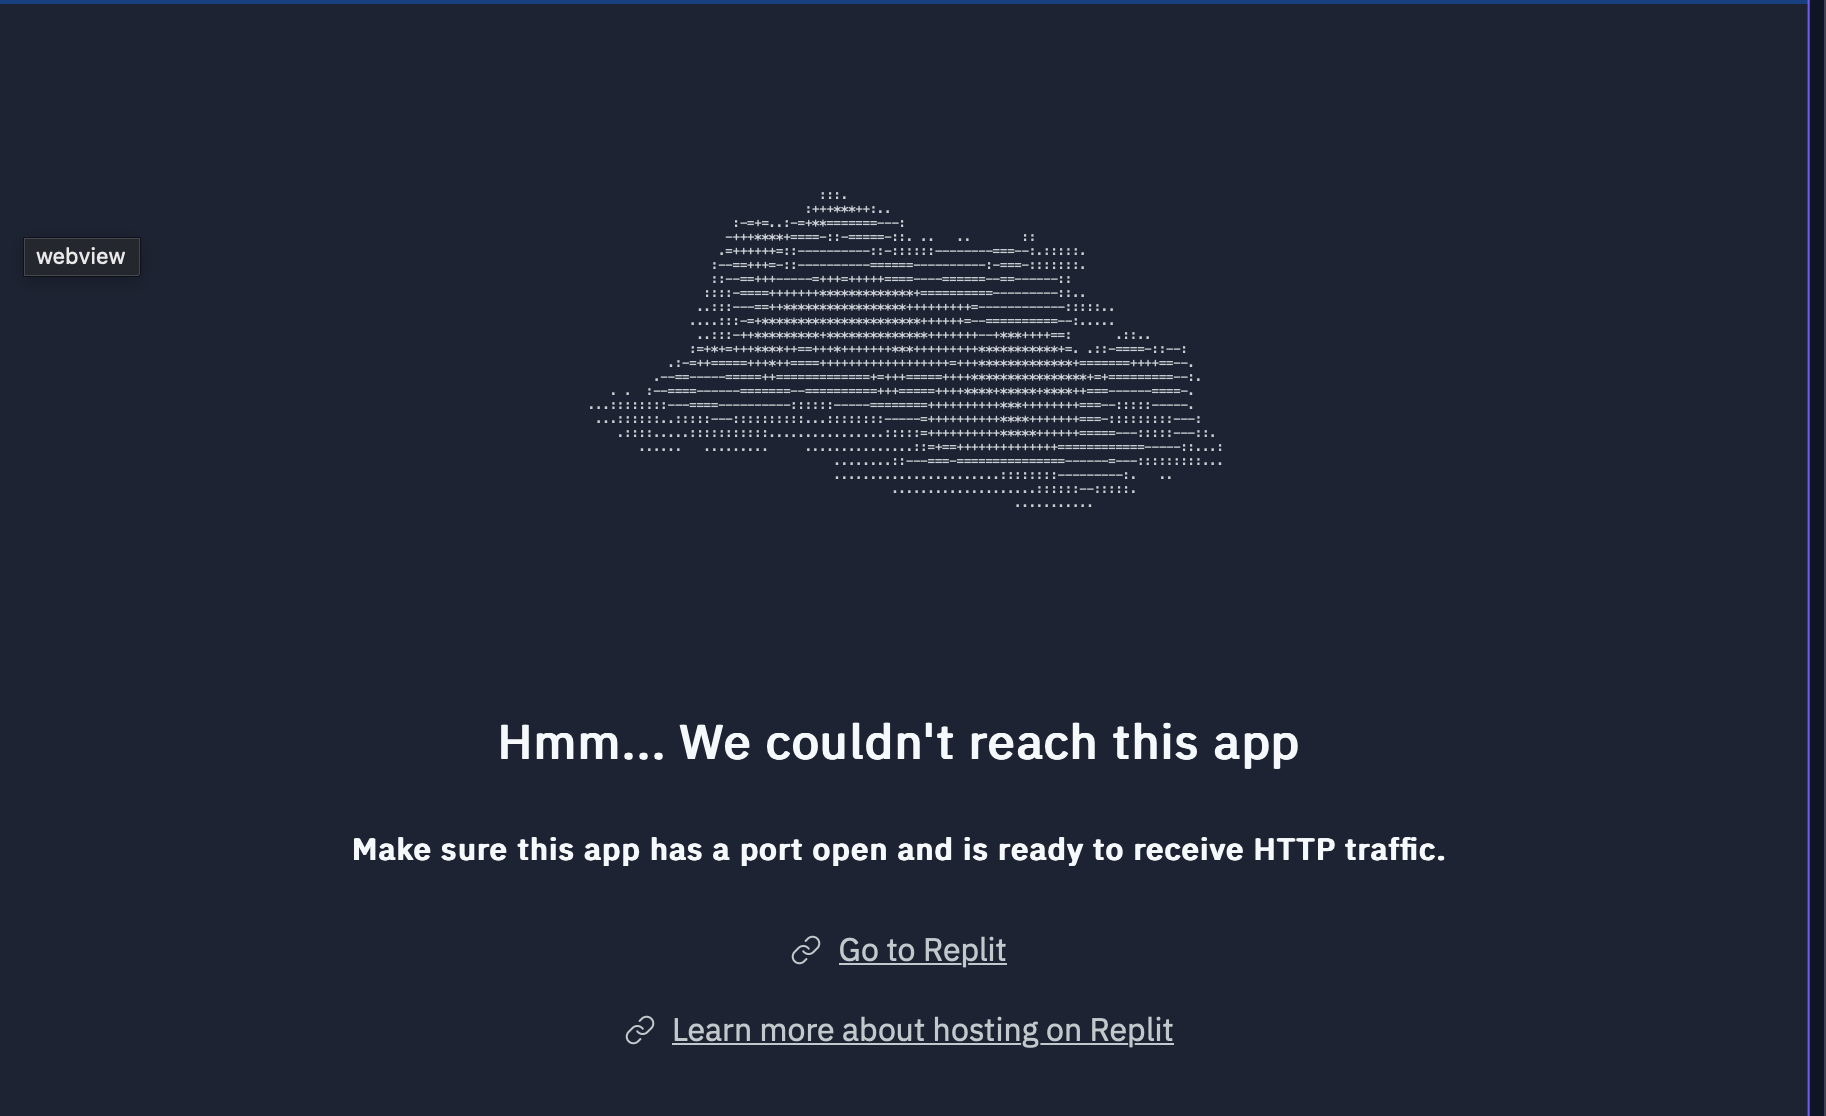 webview
Hmm... We couldn't reach this app
Make sure this app has a port open and is ready to receive HTTP traffic.
Go to Replit
Learn more about hosting on Replit